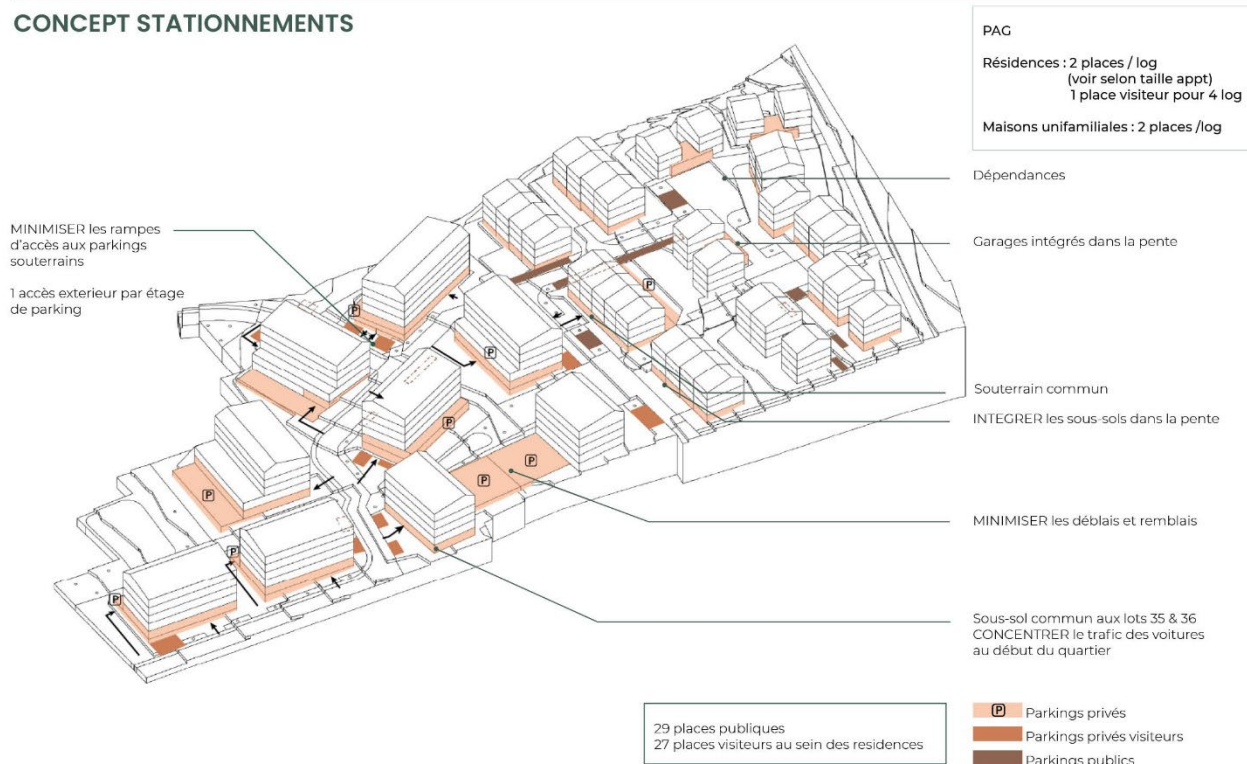 CONCEPT STATIONNEMENTS
PAG
Résidences : 2 places / log
(voir selon taille appt)
1 place visiteur pour 4 log
Maisons unifamiliales : 2 places /log
Dépendances
MINIMISER les rampes
d'accès aux parkings
souterrains
1 accès exterieur par étage
de parking
Garages intégrés dans la pente
P
P
P
P
P
P
P
P
P
P
Souterrain commun
INTEGRER les sous-sols dans la pente
MINIMISER les déblais et remblais
Sous-sol commun aux lots 35 & 36
CONCENTRER le trafic des voitures
au début du quartier
29 places publiques
27 places visiteurs au sein des residences
P Parkings privés
Parkings privés visiteurs
Parkings publics